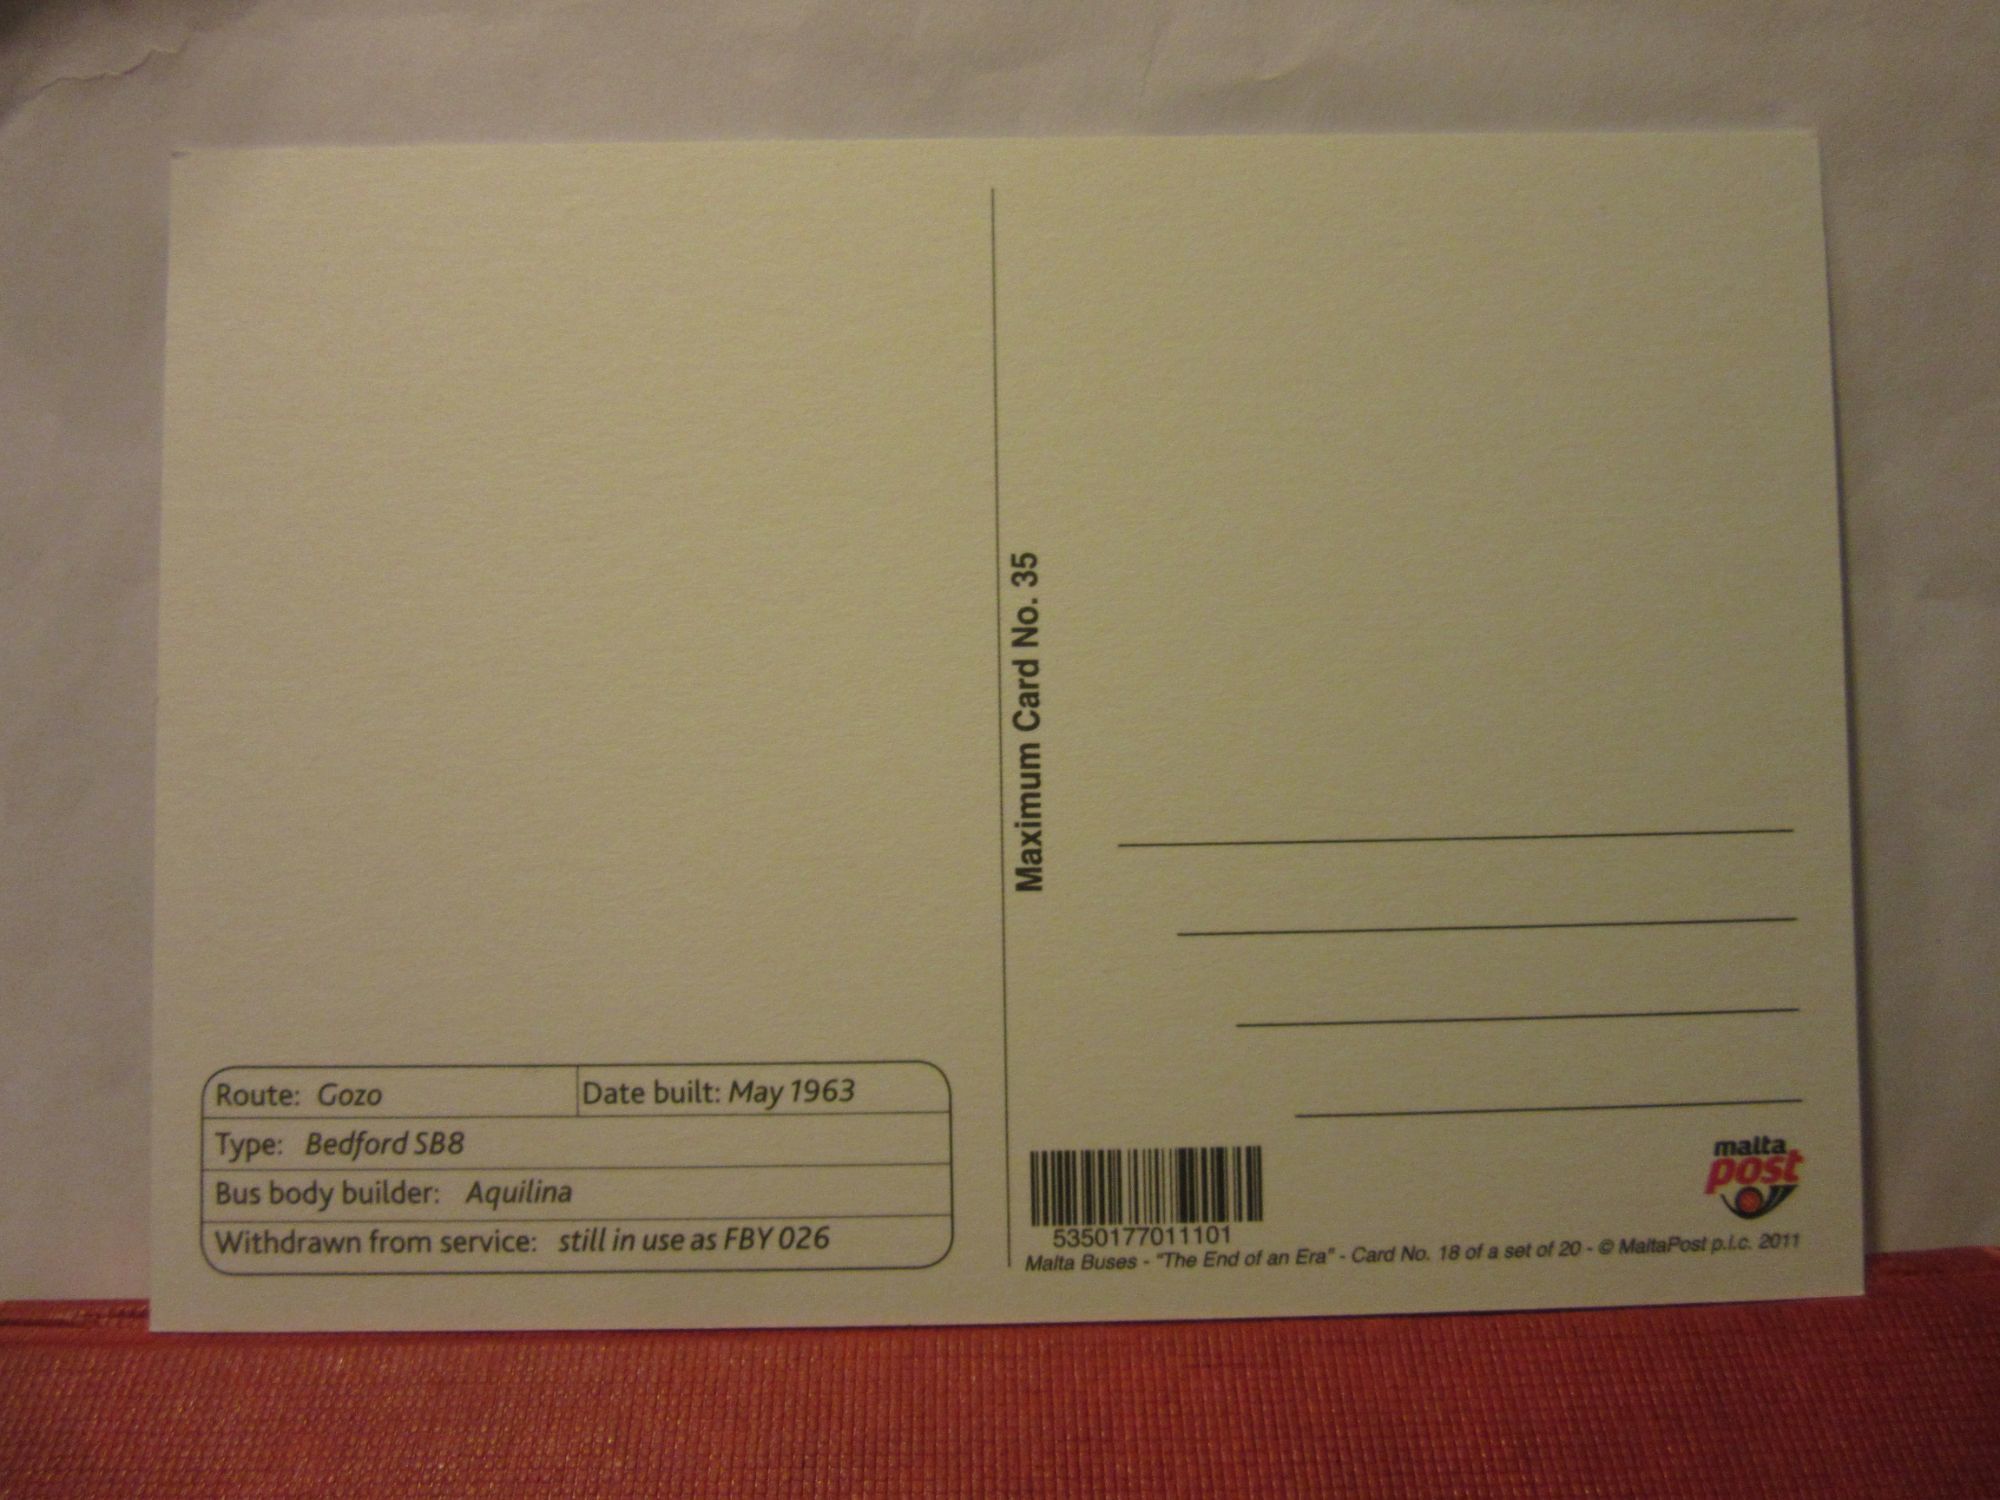 Route: Gozo
Date built: May 1963
Type: Bedford SB8
Bus body builder: Aquilina
Withdrawn from service: still in use as FBY 026
Maximum Card No. 35
5350177011101
malta
post
Malta Buses - "The End of an Era" - Card No. 18 of a set of 20 - © MaltaPost p.l.c. 2011